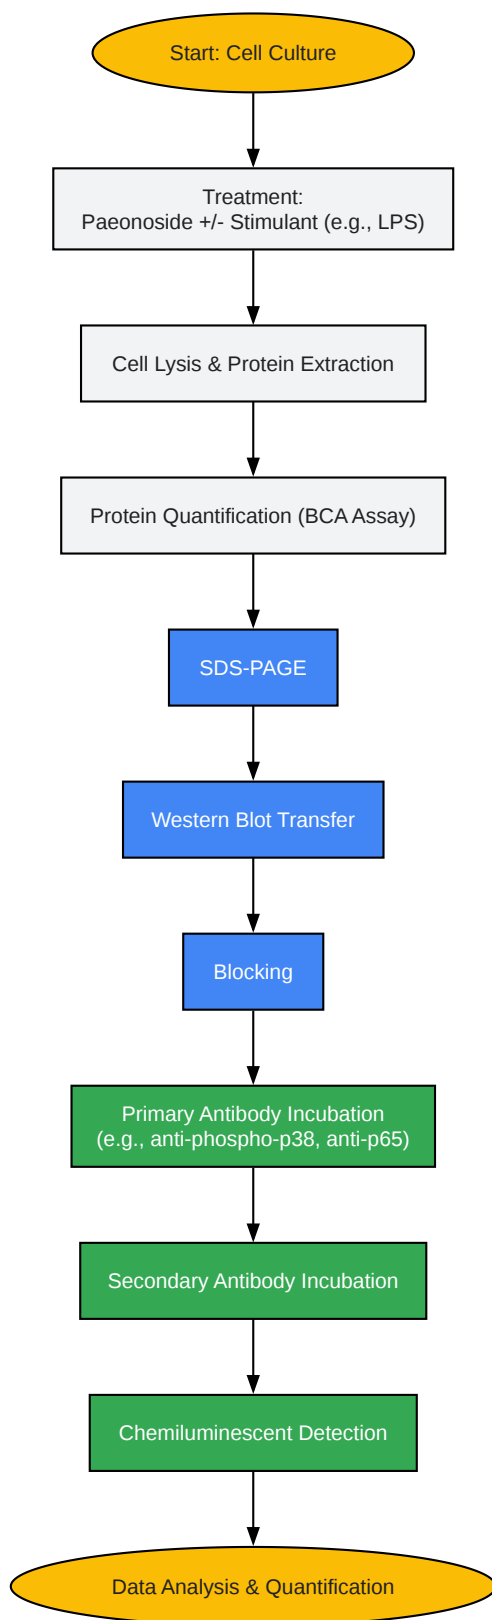 Start: Cell Culture
Treatment:
Paeonoside +/- Stimulant (e.g., LPS)
Cell Lysis & Protein Extraction
Protein Quantification (BCA Assay)
SDS-PAGE
Western Blot Transfer
Blocking
Primary Antibody Incubation
(e.g., anti-phospho-p38, anti-p65)
Secondary Antibody Incubation
Chemiluminescent Detection
Data Analysis & Quantification